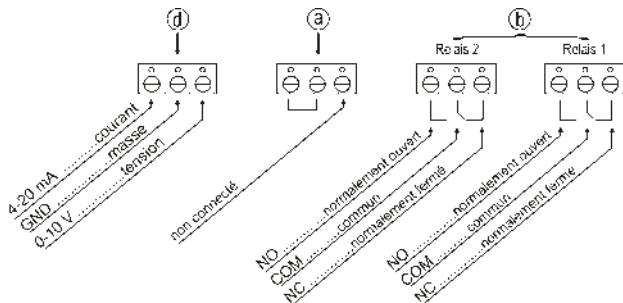 d
a
b
Relais 2
Relais 1
4-20 mA ........ courant
GND ........ masse
0-10 V ........ tension
non connecté
NO ........ normalement ouvert
COM ........ commun
NC ........ normalement fermé
NO ........ normalement ouvert
COM ........ commun
NC ........ normalement ferme